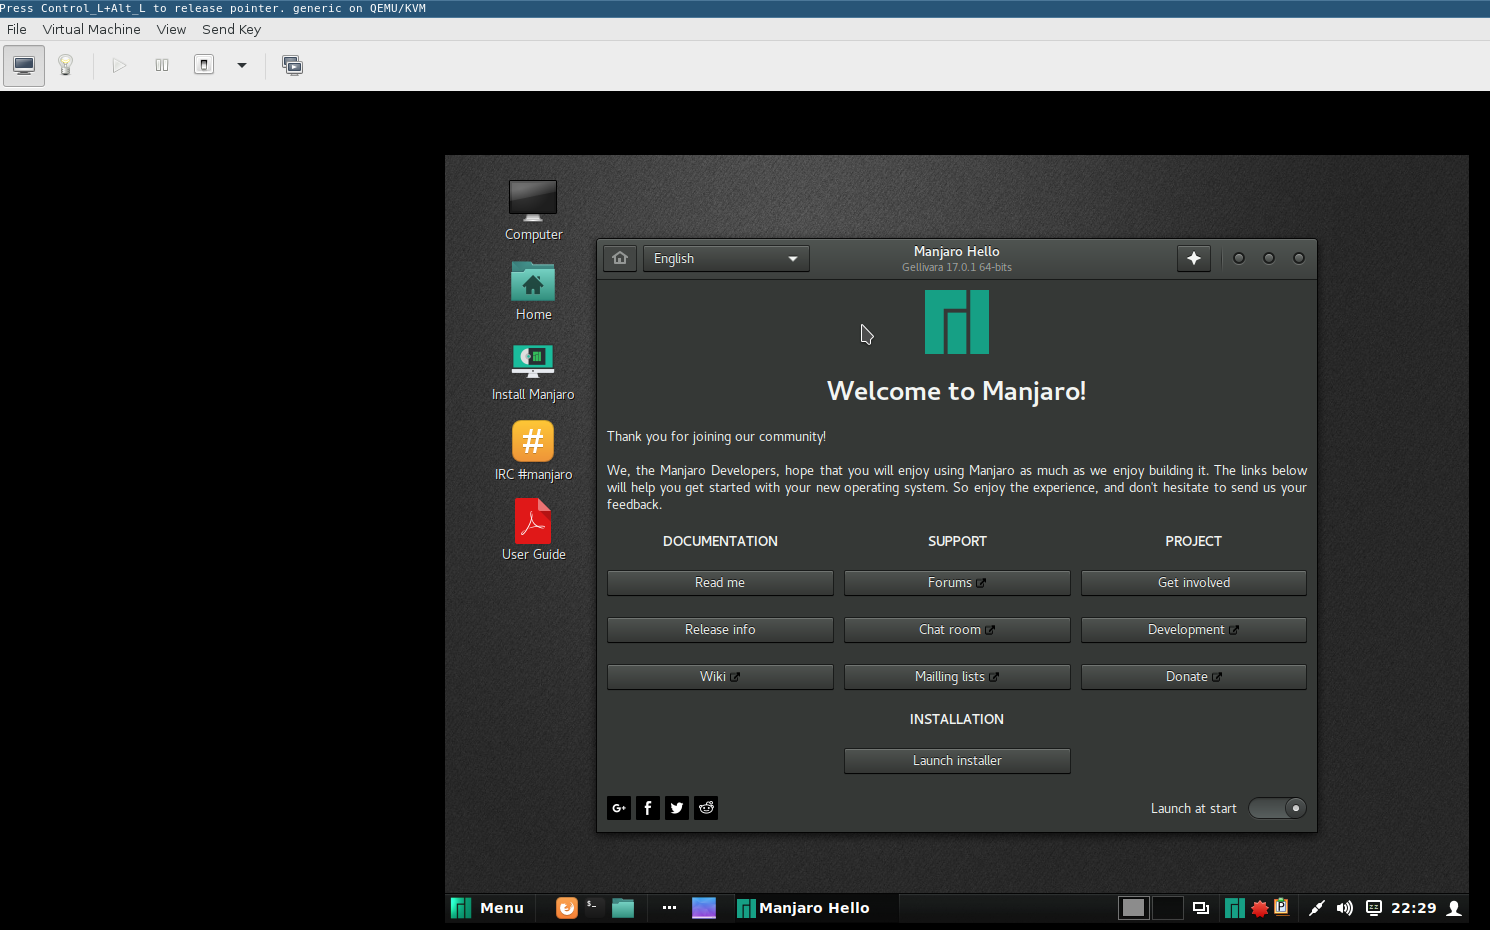 Press Control_L+Alt_L to release pointer. generic on QEMU/KVM
File Virtual Machine View Send Key
Computer
Home
Install Manjaro
#
IRC #manjaro
User Guide
English
Manjaro Hello
Gellivara 17.0.1 64-bits
Welcome to Manjaro!
Thank you for joining our community!
We, the Manjaro Developers, hope that you will enjoy using Manjaro as much as we enjoy building it. The links below
will help you get started with your new operating system. So enjoy the experience, and don't hesitate to send us your
feedback.
DOCUMENTATION SUPPORT PROJECT
Read me Forums Get involved
Release info Chat room Development
Wiki Mailling lists Donate
INSTALLATION
Launch installer
G+ f Launch at start
Menu $_ ... Manjaro Hello 22:29